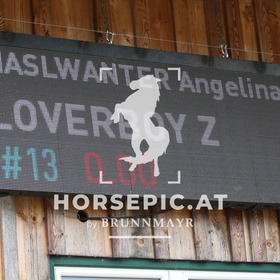 HASLWANTER Angelina
LOVERBOY Z
#13 0.00
HORSEPIC.AT
by BRUNNMAYR